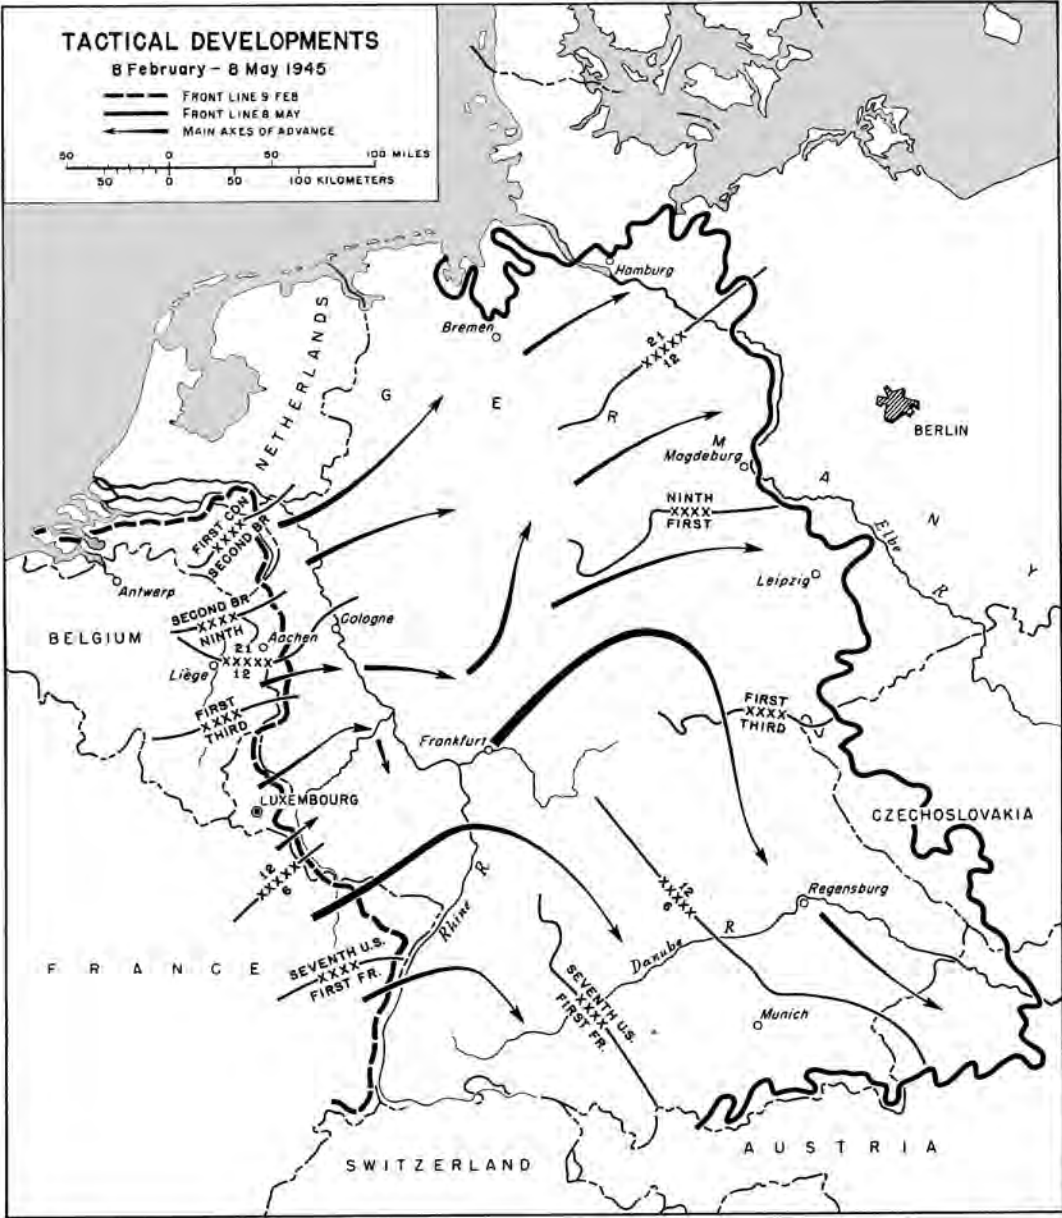 TACTICAL DEVELOPMENTS
8 February – 8 May 1945
FRONT LINE 9 FEB
FRONT LINE 8 MAY
MAIN AXES OF ADVANCE
50 0 50 100 MILES
50 0 50 100 KILOMETERS
Hamburg
Bremen
21
XXXXX
12
NETHERLANDS
G E R M A N Y
BERLIN
Magdeburg
NINTH
XXXX
FIRST
FIRST CDN
XXXX
SECOND BR
Elbe R
Leipzig
Antwerp
SECOND BR
XXXX
NINTH
BELGIUM
Cologne
Aachen
21
XXXXX
12
Liège
FIRST
XXXX
THIRD
FIRST
XXXX
THIRD
Frankfurt
LUXEMBOURG
CZECHOSLOVAKIA
12
XXXXX
6
12
XXXXX
6
Regensburg
Rhine R
Danube R
FRANCE
SEVENTH U.S.
XXXX
FIRST FR.
SEVENTH U.S.
XXXX
FIRST FR.
Munich
SWITZERLAND
AUSTRIA